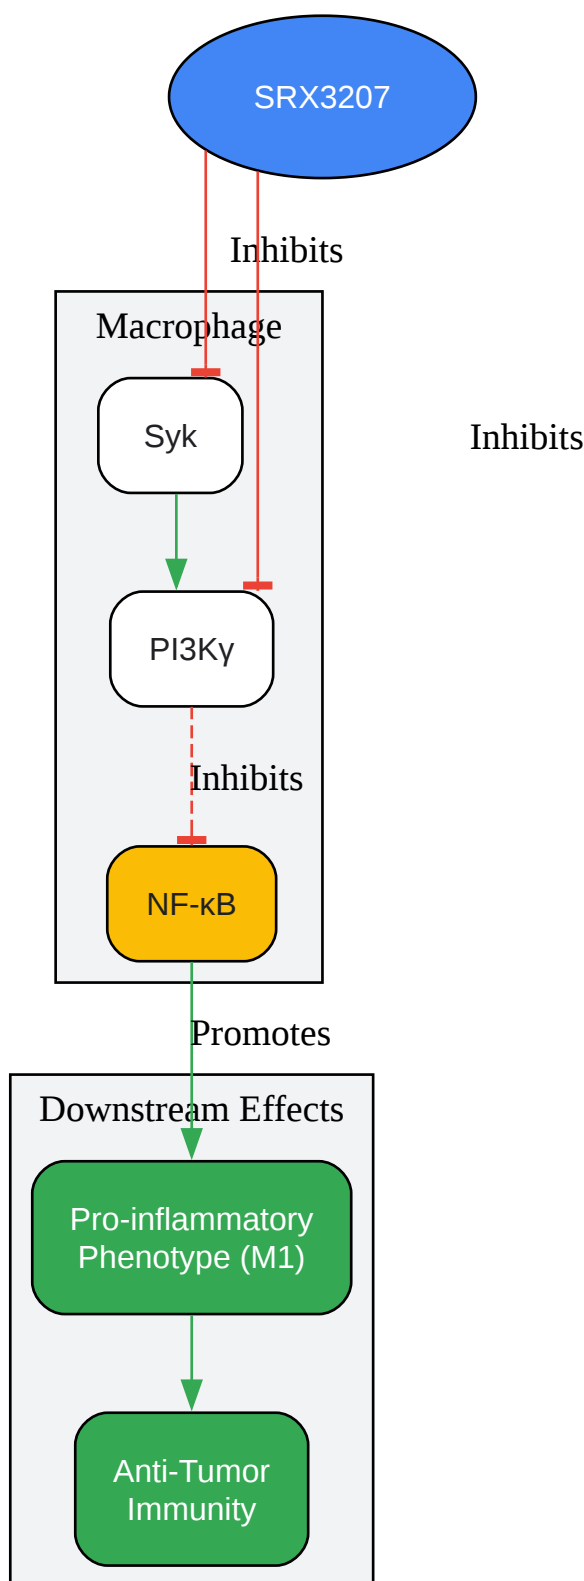 SRX3207
Inhibits
Macrophage
Syk
Inhibits
PI3Kγ
Inhibits
NF-κB
Promotes
Downstream Effects
Pro-inflammatory
Phenotype (M1)
Anti-Tumor
Immunity